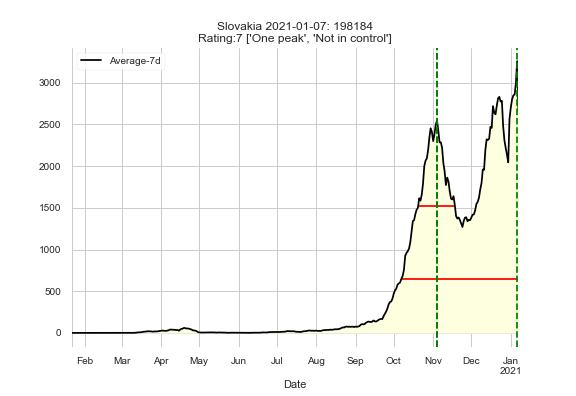 Slovakia 2021-01-07: 198184
Rating:7 ['One peak', 'Not in control']
Average-7d
3000
2500
2000
1500
1000
500
0
Feb Mar Apr May Jun Jul Aug Sep Oct Nov Dec Jan
2021
Date